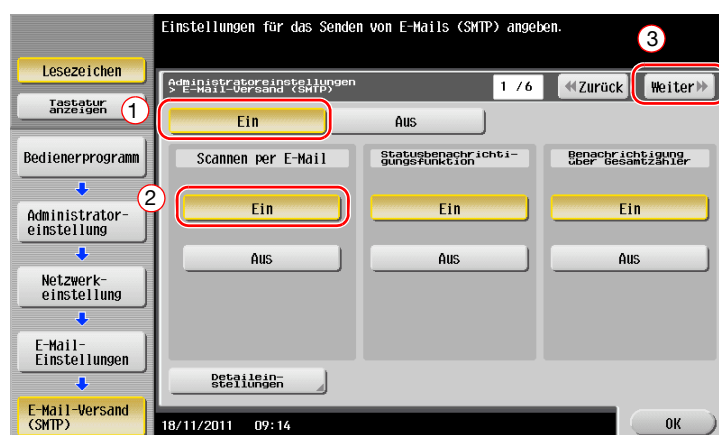 Einstellungen für das Senden von E-Mails (SMTP) angeben.
3
Lesezeichen
Tastatur
anzeigen
1
Administratoreinstellungen
> E-Mail-Versand (SMTP)
1 /6
Zurück
Weiter
Ein
Aus
Bedienerprogramm
Administrator-
einstellung
Netzwerk-
einstellung
E-Mail-
Einstellungen
E-Mail-Versand
(SMTP)
2
Scannen per E-Mail
Ein
Aus
Statusbenachrichti-
gungsfunktion
Ein
Aus
Benachrichtigung
über Gesamtzähler
Ein
Aus
Detailein-
stellungen
18/11/2011 09:14
OK